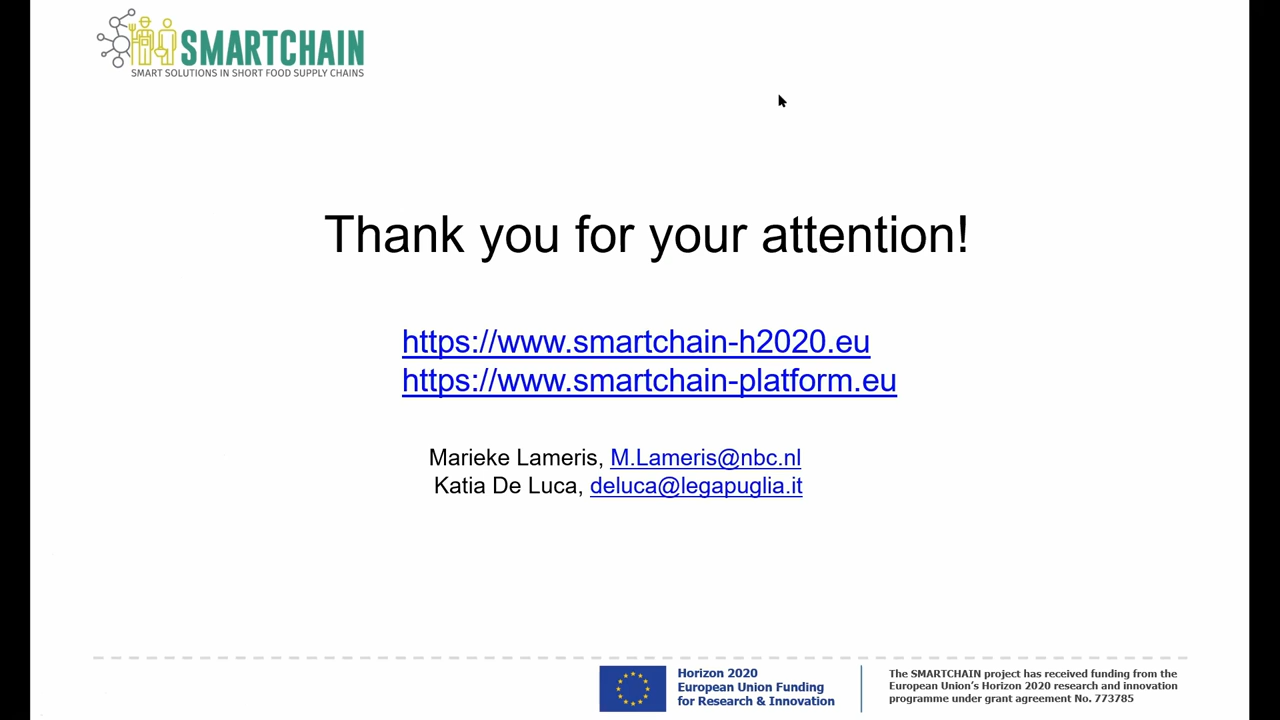 SMARTCHAIN
SMART SOLUTIONS IN SHORT FOOD SUPPLY CHAINS
Thank you for your attention!
https://www.smartchain-h2020.eu
https://www.smartchain-platform.eu
Marieke Lameris, M.Lameris@nbc.nl
Katia De Luca, deluca@legapuglia.it
Horizon 2020
European Union Funding
for Research & Innovation
The SMARTCHAIN project has received funding from the
European Union's Horizon 2020 research and innovation
programme under grant agreement No. 773785